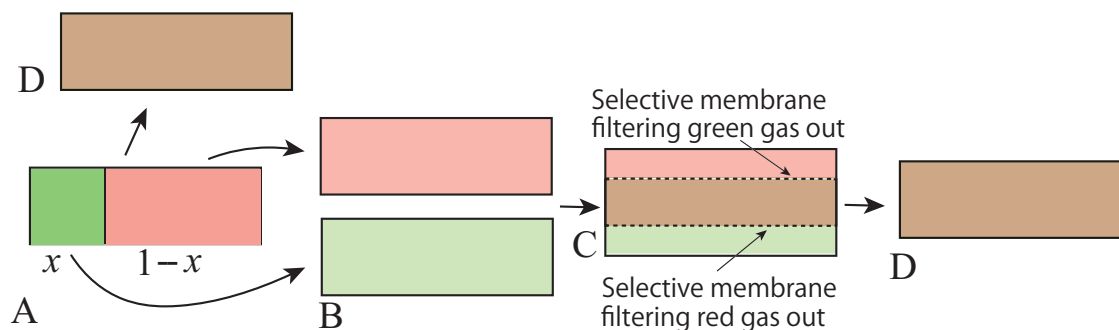 D
x
1−x
A
B
Selective membrane
filtering green gas out
C
Selective membrane
filtering red gas out
D